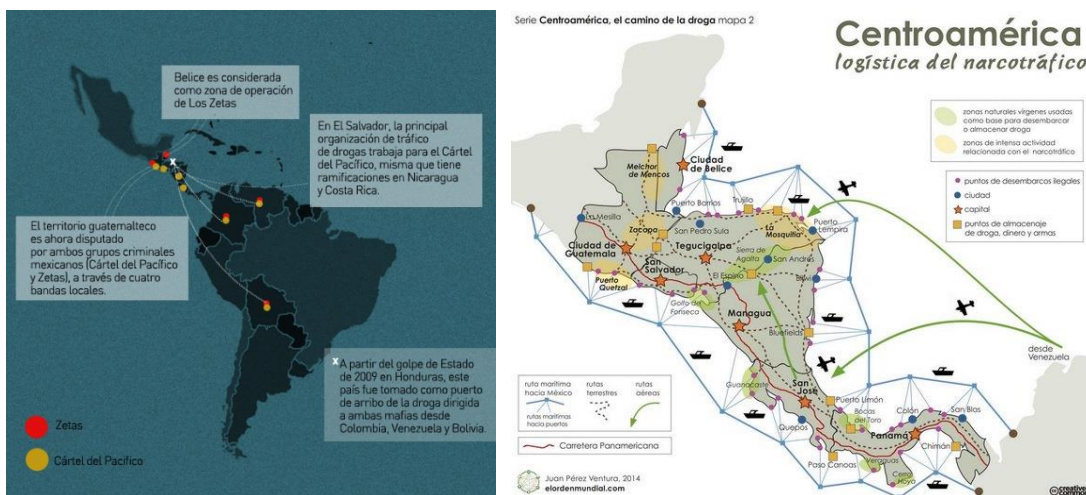 Belice es considerada
como zona de operación
de Los Zetas
En El Salvador, la principal
organización de tráfico
de drogas trabaja para el Cártel
del Pacífico, misma que tiene
ramificaciones en Nicaragua
y Costa Rica.
El territorio guatemalteco
es ahora disputado
por ambos grupos criminales
mexicanos (Cártel del Pacífico
y Zetas), a través de cuatro
bandas locales.
x A partir del golpe de Estado
de 2009 en Honduras, este
país fue tomado como puerto
de arribo de la droga dirigida
a ambas mafias desde
Colombia, Venezuela y Bolivia.
Zetas
Cártel del Pacifico
Serie Centroamérica, el camino de la droga mapa 2
Centroamérica
logística del narcotráfico
zonas naturales vírgenes usadas
como base para desembarcar
o almacenar droga
zonas de intensa actividad
relacionada con el narcotráfico
puntos de desembarcos ilegales
ciudad
capital
puntos de almacenaje
de droga, dinero y armas
Melchor de
Mencos
Ciudad
de Belice
Puerto Barrios
Trujillo
La Mesilla
San Pedro Sula
La
Mosquitia
Puerto
Lempira
Zacapa
Ciudad de
Guatemala
Tegucigalpa
Sierra de
Agalta
San Andrés
San
Salvador
El Espino
Puerto
Quetzal
Golfo de
Fonseca
Managua
Bluefields
desde
Venezuela
Guanacaste
San
José
Puerto Limón
Bocas
del Toro
Colón
San Blas
Quepos
Panamá
Chimán
Paso Canoas
Veraguas
Cerro
Hoya
ruta marítima
hacia México
rutas
terrestres
rutas
aéreas
rutas marítimas
hacia puertos
Carretera Panamericana
Juan Pérez Ventura, 2014
elordenmundial.com
creative
commons